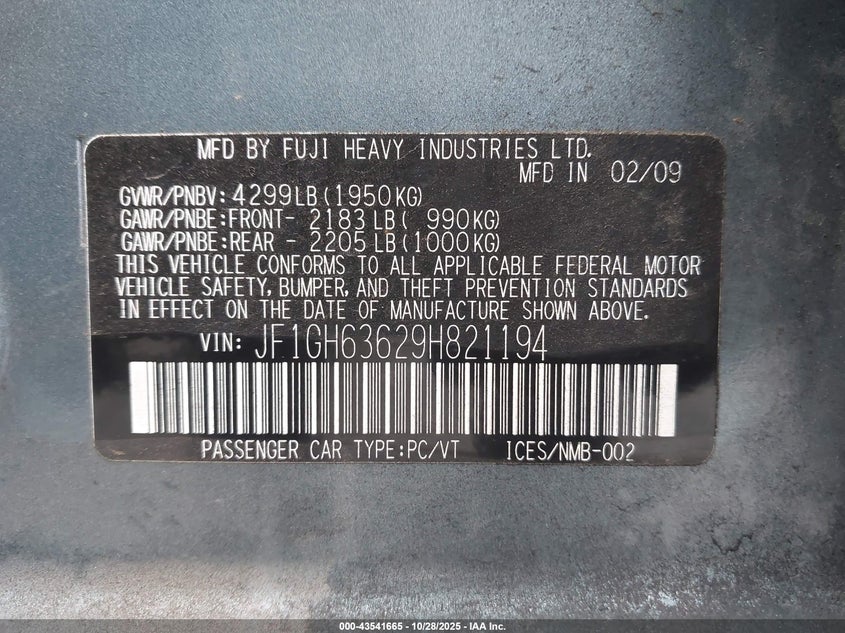 MFD BY FUJI HEAVY INDUSTRIES LTD.
MFD IN 02/09
GVWR/PNBV: 4299LB (1950KG)
GAWR/PNBE:FRONT- 2183 LB ( 990KG)
GAWR/PNBE:REAR - 2205 LB (1000KG)
THIS VEHICLE CONFORMS TO ALL APPLICABLE FEDERAL MOTOR
VEHICLE SAFETY, BUMPER, AND THEFT PREVENTION STANDARDS
IN EFFECT ON THE DATE OF MANUFACTURE SHOWN ABOVE.
VIN: JF1GH63629H821194
PASSENGER CAR TYPE:PC/VT ICES/NMB-002
000-43541665 - 10/28/2025 - IAA Inc.